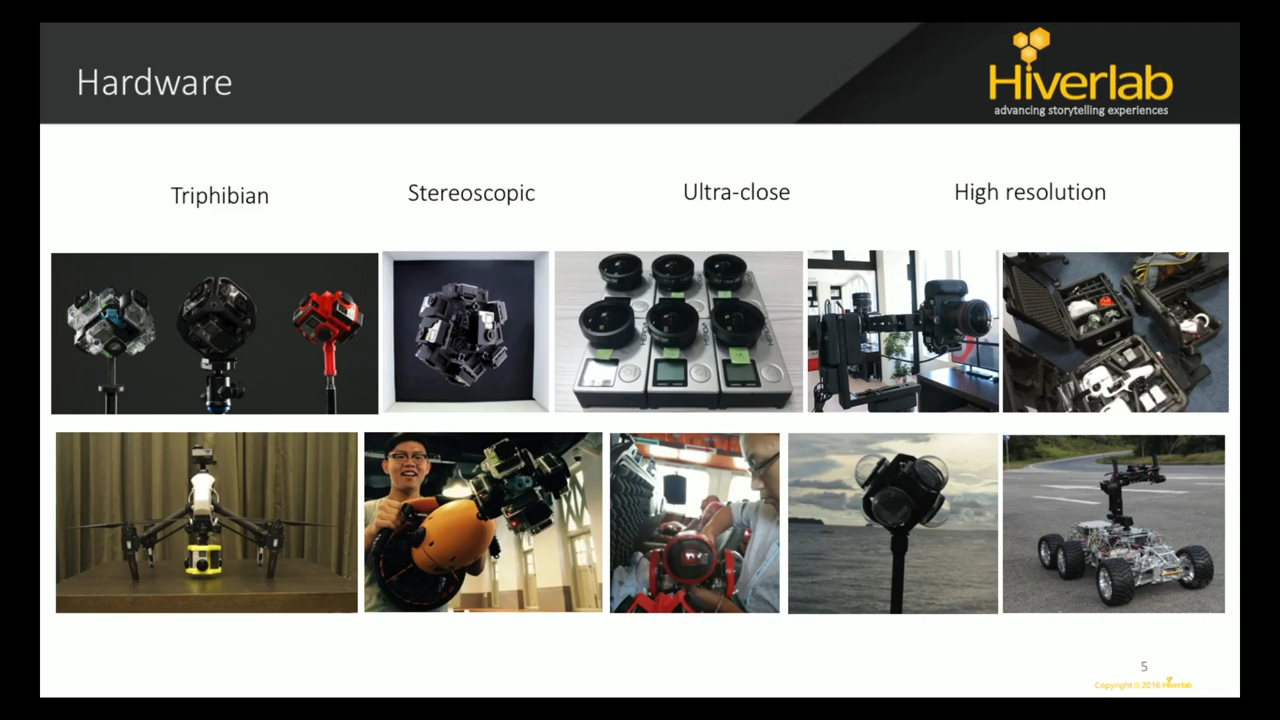 Hardware
Hiverlab
advancing storytelling experiences
Triphibian
Stereoscopic
Ultra-close
High resolution
5
Copyright © 2016 Hiverlab